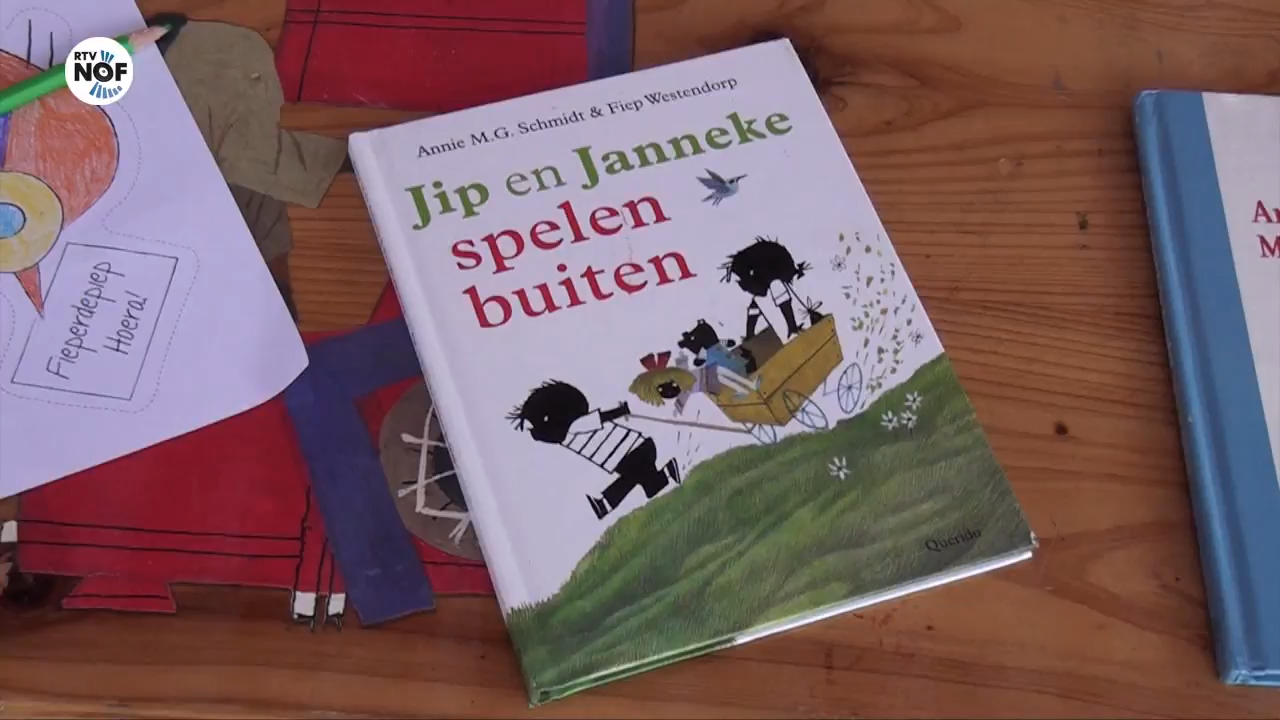 RTV
NOF
Annie M.G. Schmidt & Fiep Westendorp
Jip en Janneke
spelen
buiten
Querido
Fieperdepiep
Hoera!